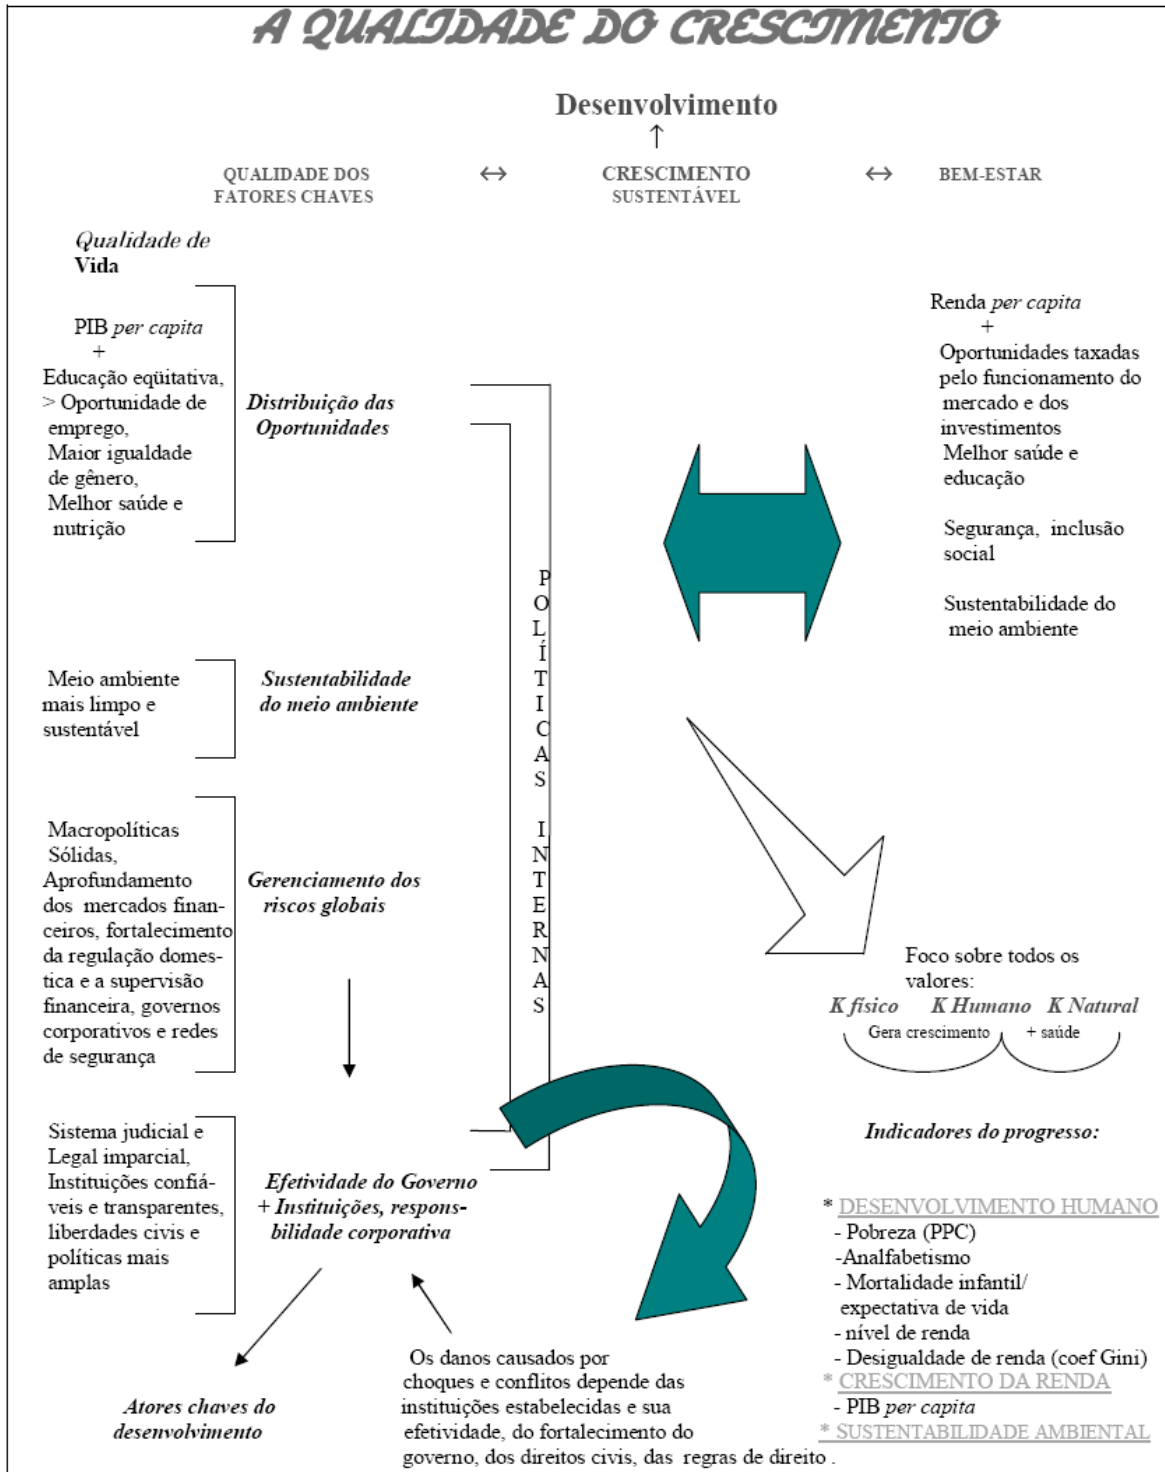 A QUALIDADE DO CRESCIMENTO
Desenvolvimento
↑
QUALIDADE DOS
FATORES CHAVES
↔
CRESCIMENTO
SUSTENTÁVEL
↔
BEM-ESTAR
Qualidade de
Vida
PIB per capita
+
Educação eqüitativa,
> Oportunidade de
emprego,
Maior igualdade
de gênero,
Melhor saúde e
nutrição
Distribuição das
Oportunidades
Meio ambiente
mais limpo e
sustentável
Sustentabilidade
do meio ambiente
Macropolíticas
Sólidas,
Aprofundamento
dos mercados finan-
ceiros, fortalecimento
da regulação domes-
tica e a supervisão
financeira, governos
corporativos e redes
de segurança
Gerenciamento dos
riscos globais
Sistema judicial e
Legal imparcial,
Instituições confiá-
veis e transparentes,
liberdades civis e
políticas mais
amplas
Efetividade do Governo
+ Instituições, respons-
bilidade corporativa
Atores chaves do
desenvolvimento
Os danos causados por
choques e conflitos depende das
instituições estabelecidas e sua
efetividade, do fortalecimento do
governo, dos direitos civis, das regras de direito .
POLÍTICAS INTERNAS
Renda per capita
+
Oportunidades taxadas
pelo funcionamento do
mercado e dos
investimentos
Melhor saúde e
educação
Segurança, inclusão
social
Sustentabilidade do
meio ambiente
Foco sobre todos os
valores:
K físico K Humano K Natural
Gera crescimento + saúde
Indicadores do progresso:
* DESENVOLVIMENTO HUMANO
- Pobreza (PPC)
-Analfabetismo
- Mortalidade infantil/
expectativa de vida
- nível de renda
- Desigualdade de renda (coef Gini)
* CRESCIMENTO DA RENDA
- PIB per capita
* SUSTENTABILIDADE AMBIENTAL